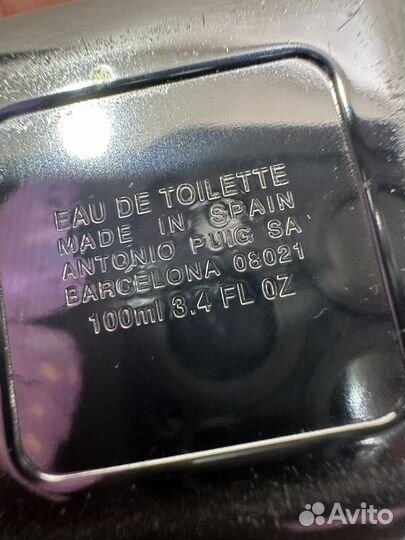 EAU DE TOILETTE
MADE IN SPAIN
ANTONIO PUIG SA
BARCELONA 08021
100ml 3.4 FL OZ
Avito